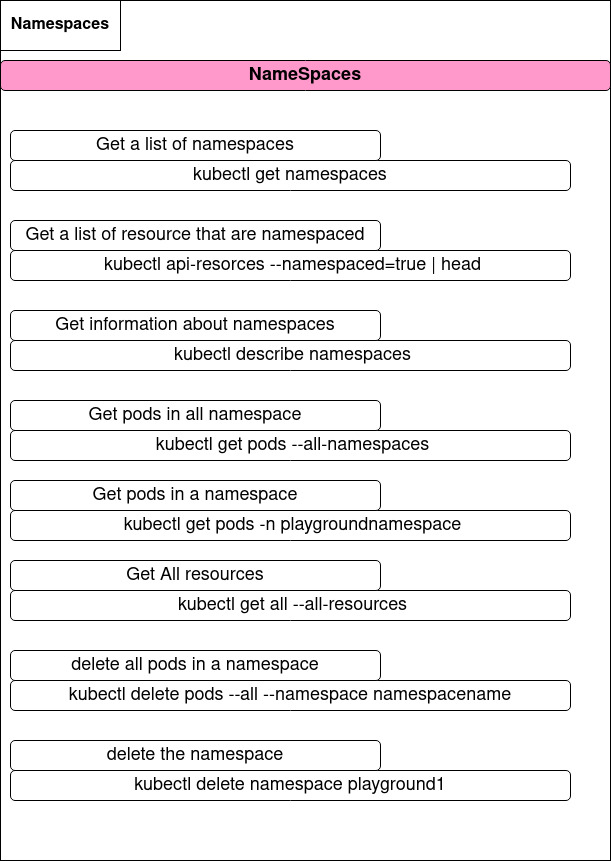 Namespaces
NameSpaces
Get a list of namespaces
kubectl get namespaces
Get a list of resource that are namespaced
kubectl api-resorces --namespaced=true | head
Get information about namespaces
kubectl describe namespaces
Get pods in all namespace
kubectl get pods --all-namespaces
Get pods in a namespace
kubectl get pods -n playgroundnamespace
Get All resources
kubectl get all --all-resources
delete all pods in a namespace
kubectl delete pods --all --namespace namespacename
delete the namespace
kubectl delete namespace playground1